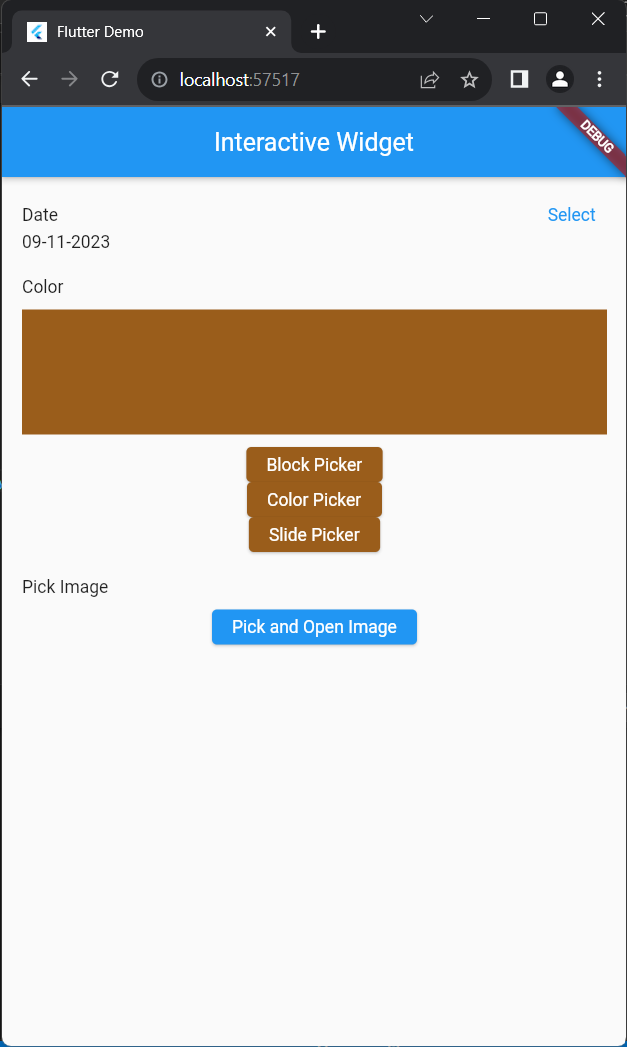 Flutter Demo
localhost:57517
Interactive Widget
DEBUG
Date
Select
09-11-2023
Color
Block Picker
Color Picker
Slide Picker
Pick Image
Pick and Open Image